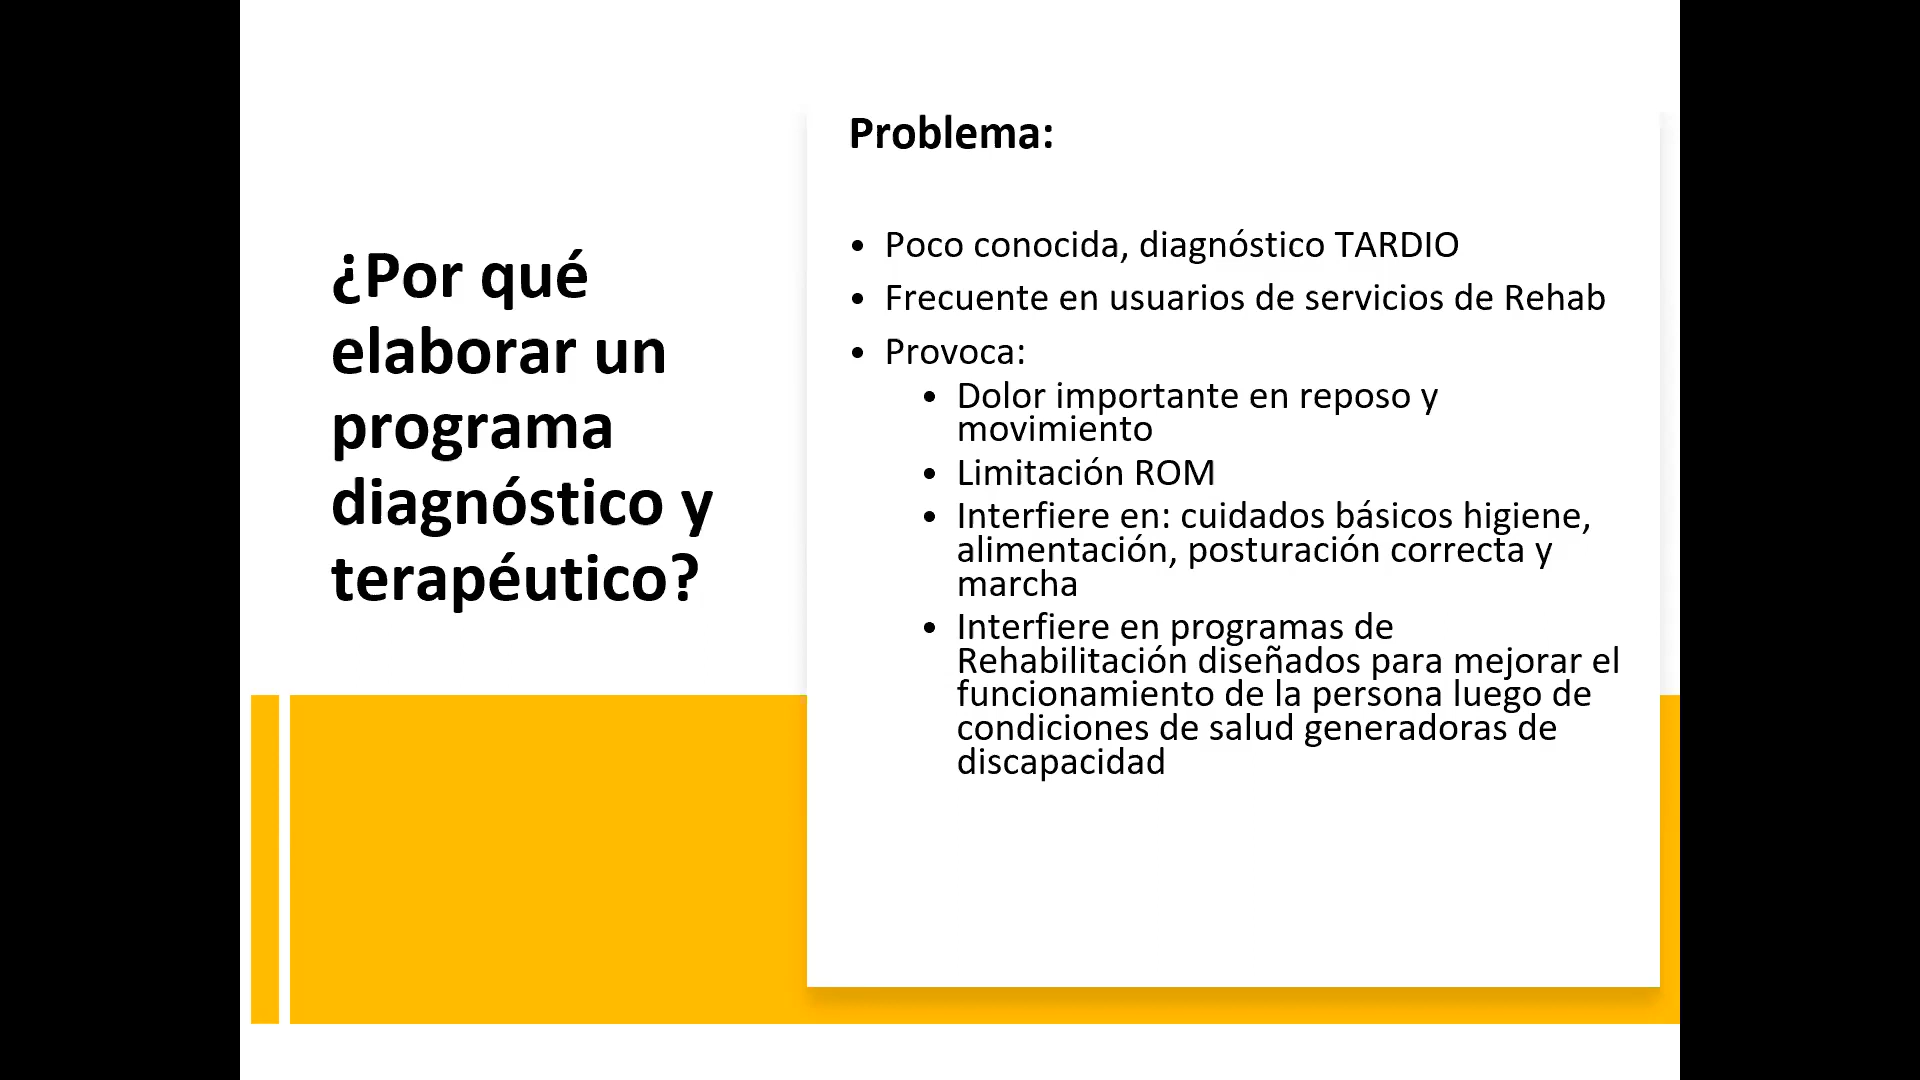 ¿Por qué
elaborar un
programa
diagnóstico y
terapéutico?
Problema:
• Poco conocida, diagnóstico TARDIO
• Frecuente en usuarios de servicios de Rehab
• Provoca:
• Dolor importante en reposo y
movimiento
• Limitación ROM
• Interfiere en: cuidados básicos higiene,
alimentación, posturación correcta y
marcha
• Interfiere en programas de
Rehabilitación diseñados para mejorar el
funcionamiento de la persona luego de
condiciones de salud generadoras de
discapacidad